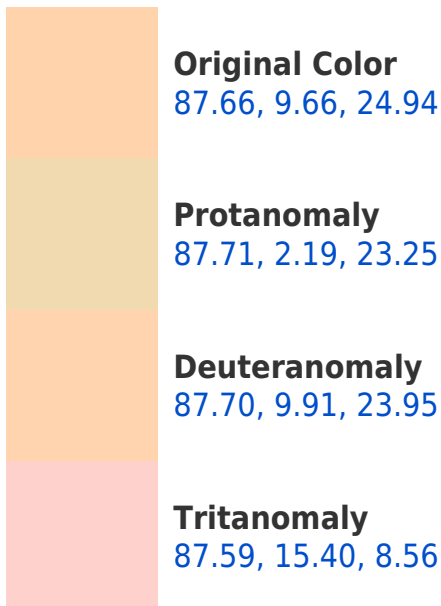 Original Color
87.66, 9.66, 24.94
Protanomaly
87.71, 2.19, 23.25
Deuteranomaly
87.70, 9.91, 23.95
Tritanomaly
87.59, 15.40, 8.56